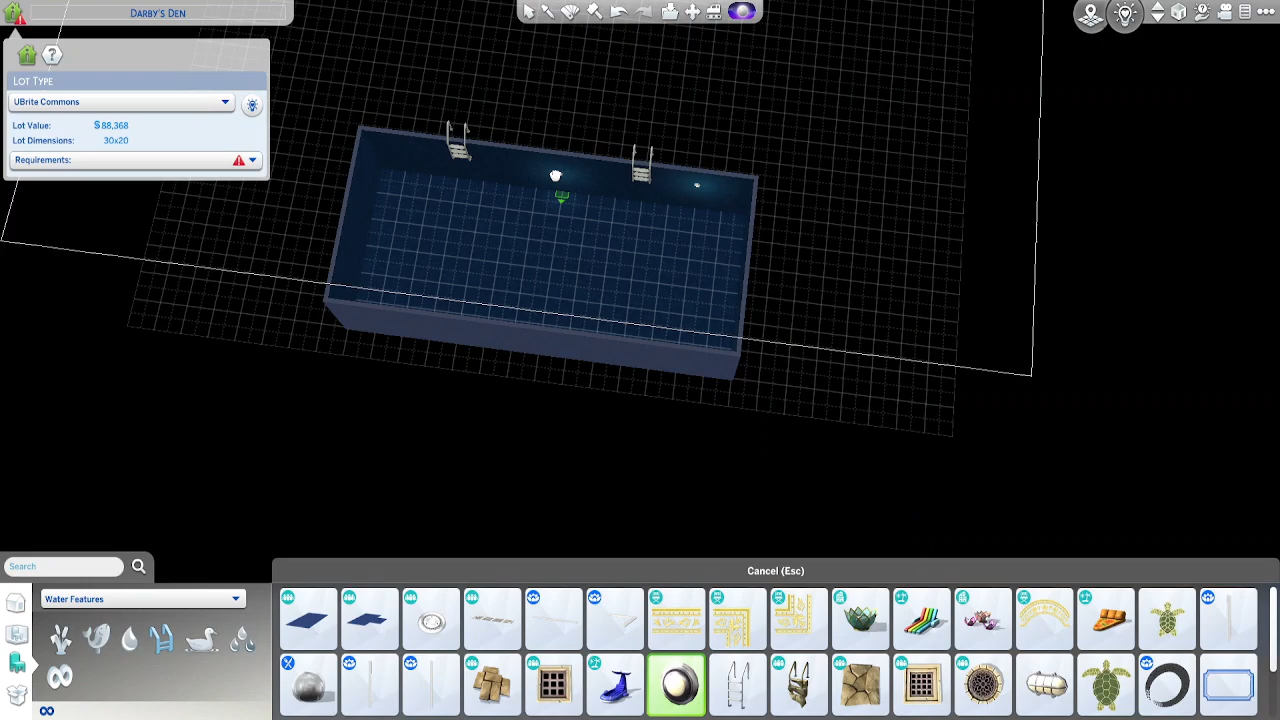 Darby's Den
Lot Type
UBrite Commons
Lot Value: $88,368
Lot Dimensions: 30x20
Requirements:
Search
Cancel (Esc)
Water Features